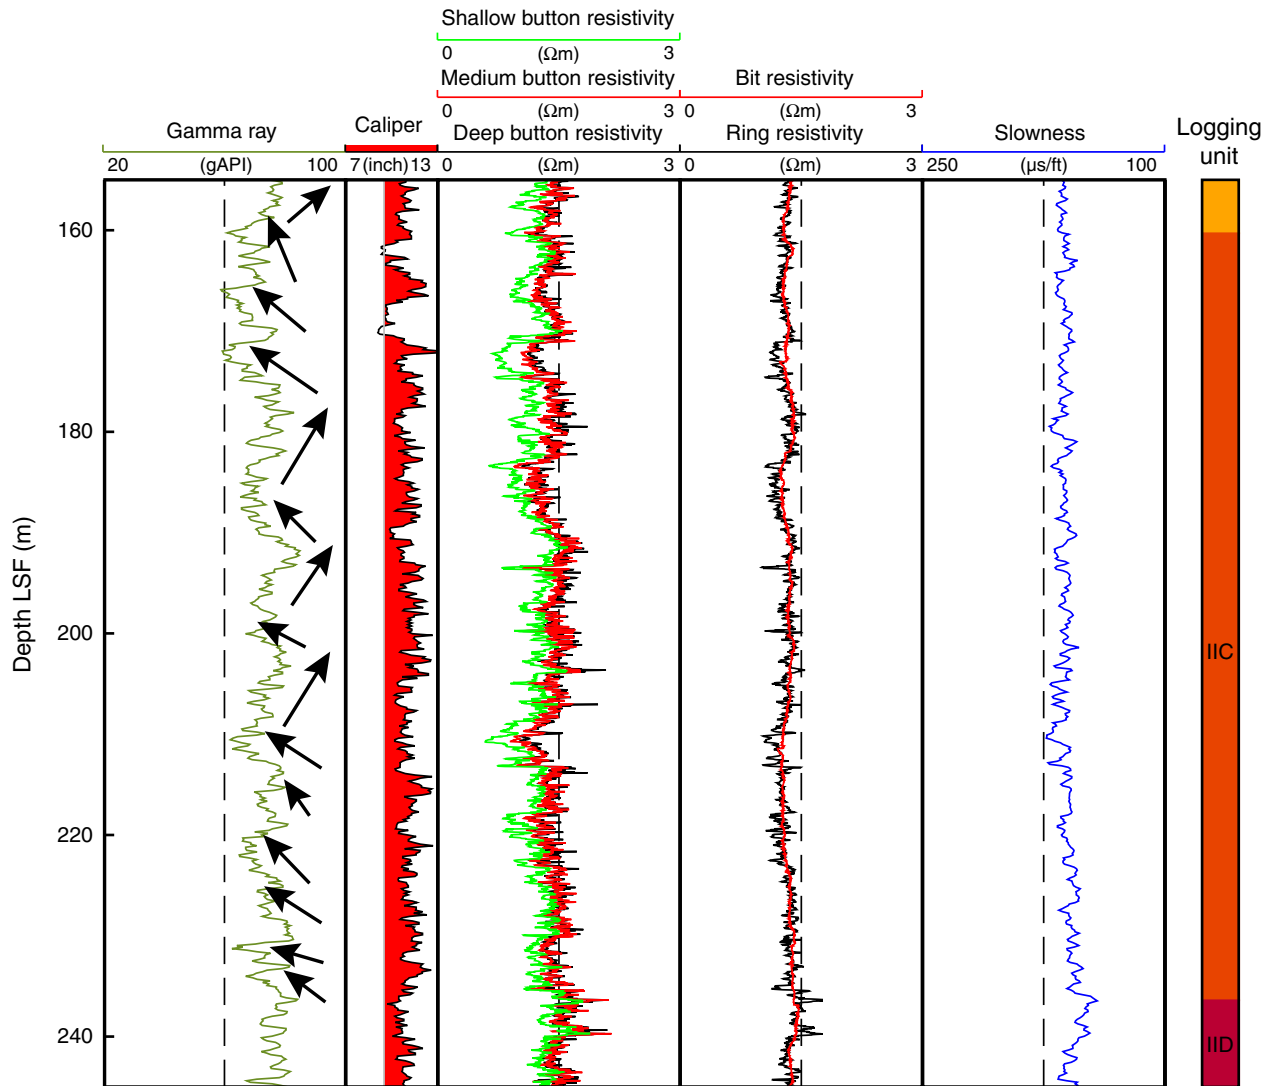 Shallow button resistivity
0 (Ωm) 3
Medium button resistivity Bit resistivity
0 (Ωm) 3 0 (Ωm) 3
Gamma ray Caliper Deep button resistivity Ring resistivity Slowness Logging unit
20 (gAPI) 100 7 (inch) 13 0 (Ωm) 3 0 (Ωm) 3 250 (µs/ft) 100
160
180
200
220
240
Depth LSF (m)
IIC
IID